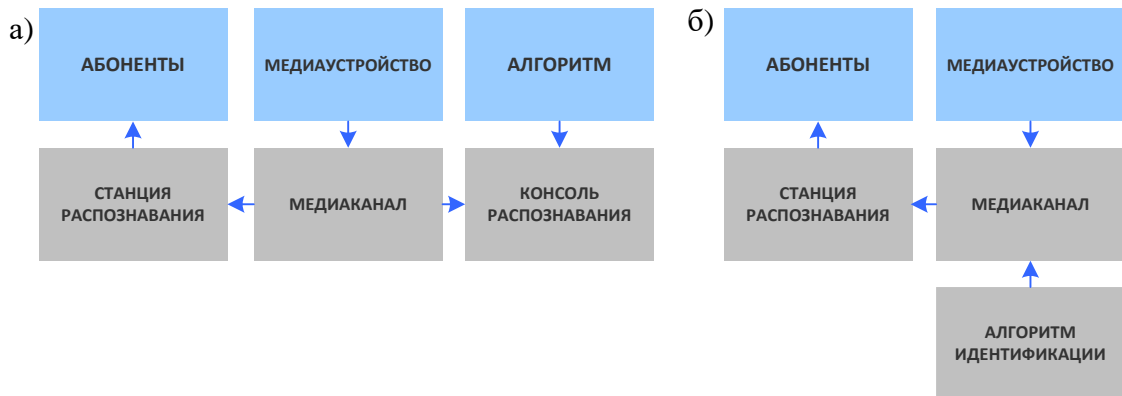 а)
АБОНЕНТЫ
МЕДИАУСТРОЙСТВО
АЛГОРИТМ
СТАНЦИЯ
РАСПОЗНАВАНИЯ
МЕДИАКАНАЛ
КОНСОЛЬ
РАСПОЗНАВАНИЯ
б)
АБОНЕНТЫ
МЕДИАУСТРОЙСТВО
СТАНЦИЯ
РАСПОЗНАВАНИЯ
МЕДИАКАНАЛ
АЛГОРИТМ
ИДЕНТИФИКАЦИИ